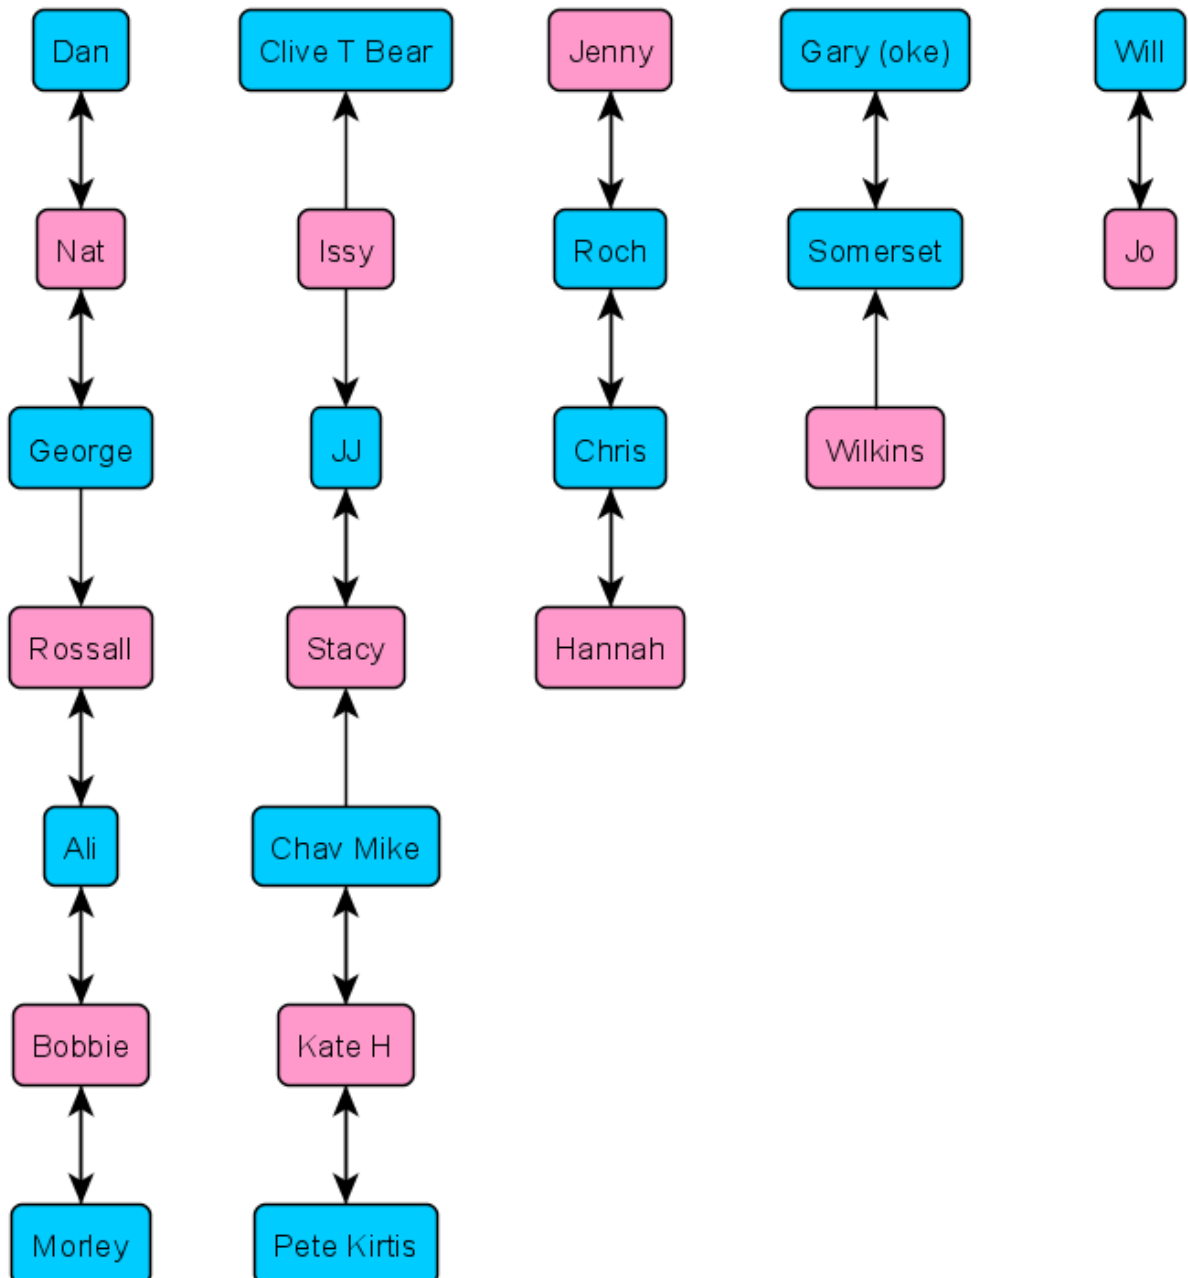 Dan
Clive T Bear
Jenny
Gary (oke)
Will
Nat
Issy
Roch
Somerset
Jo
George
JJ
Chris
Wilkins
Rossall
Stacy
Hannah
Ali
Chav Mike
Bobbie
Kate H
Morley
Pete Kirtis